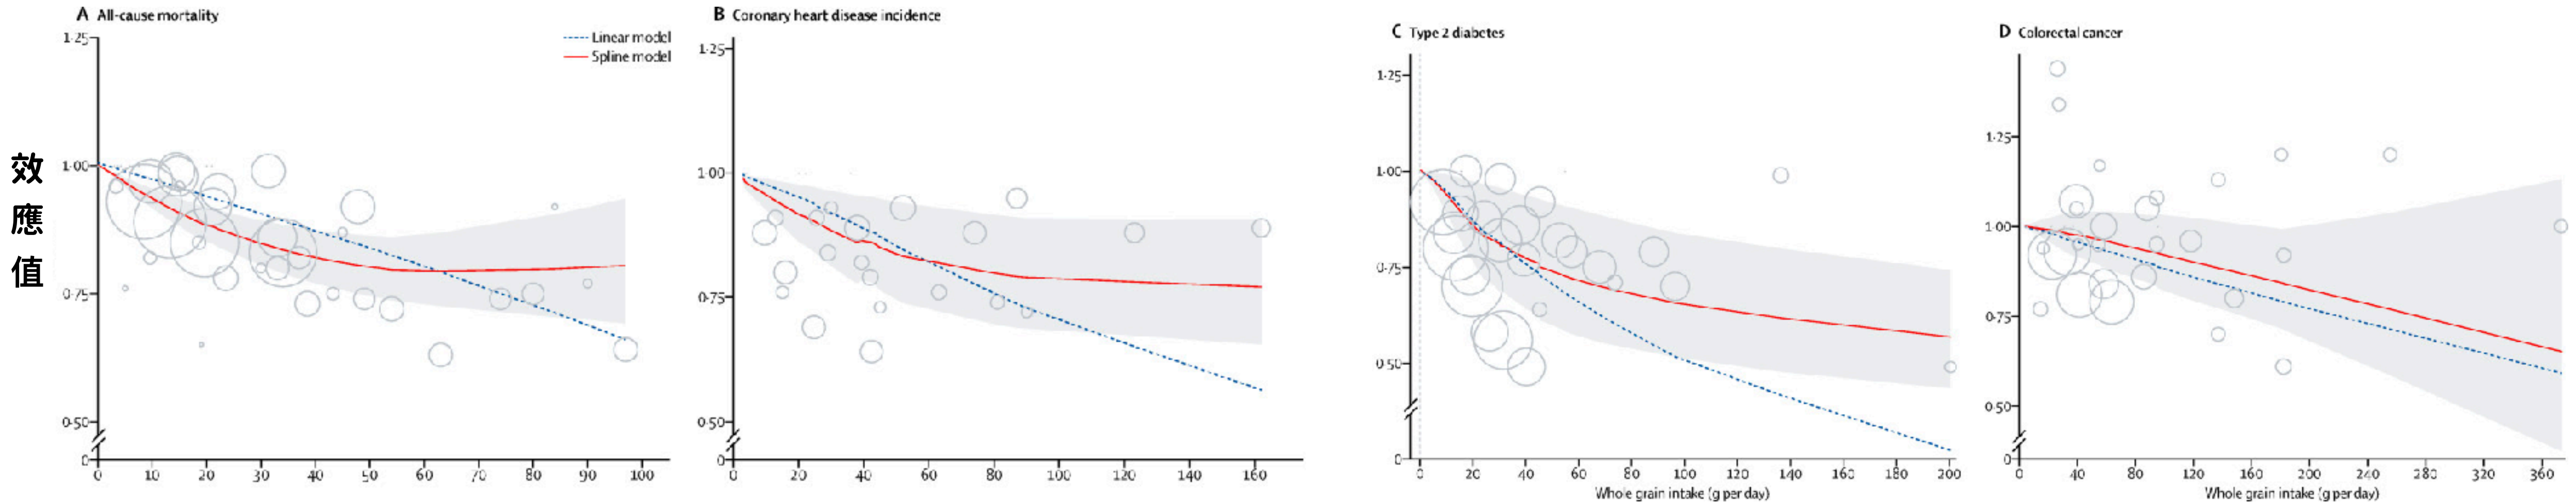 效
應
值
A All-cause mortality
Linear model
Spline model
1·25
1·00
0·75
0·50
0
0 10 20 30 40 50 60 70 80 90 100
B Coronary heart disease incidence
1·25
1·00
0·75
0·50
0
0 20 40 60 80 100 120 140 160
C Type 2 diabetes
1·25
1·00
0·75
0·50
0
0 20 40 60 80 100 120 140 160 180 200
Whole grain intake (g per day)
D Colorectal cancer
1·25
1·00
0·75
0·50
0
0 40 80 120 160 200 240 280 320 360
Whole grain intake (g per day)